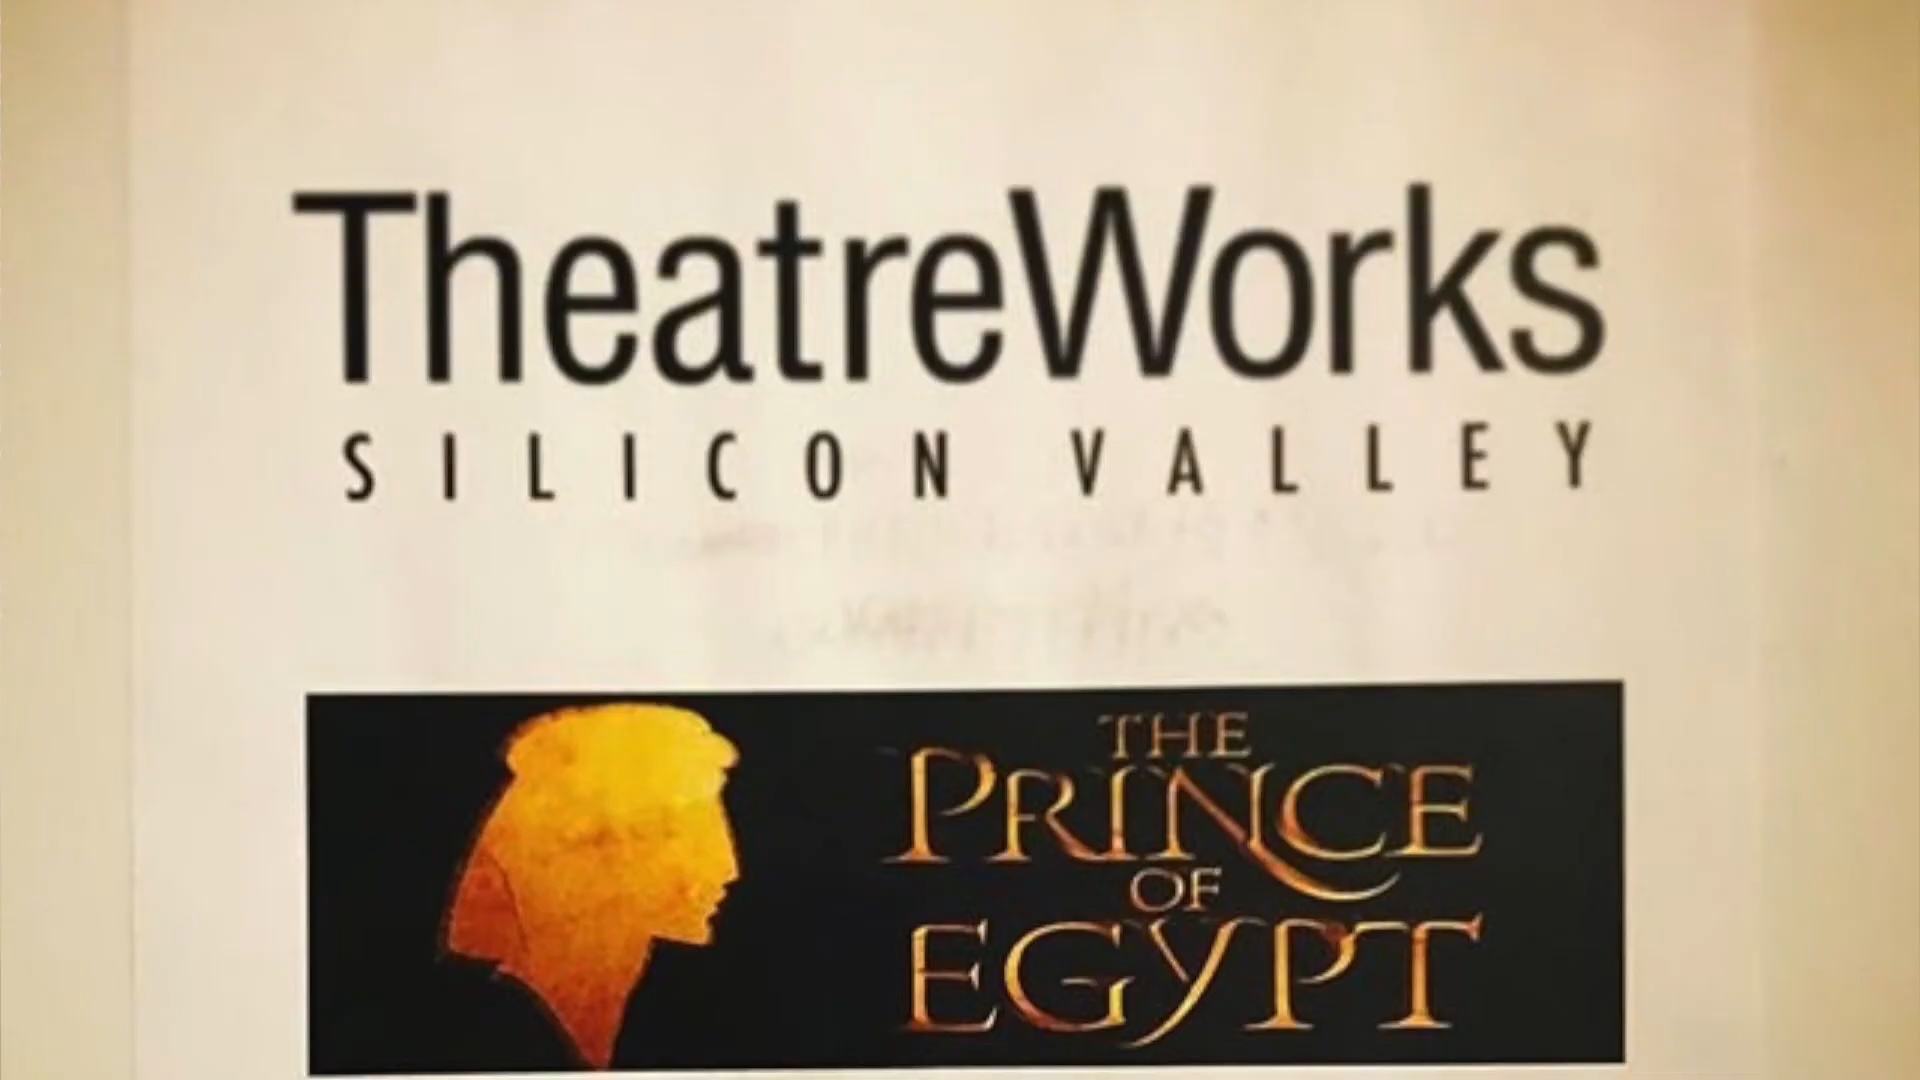 TheatreWorks
SILICON VALLEY
THE
PRINCE
OF
EGYPT